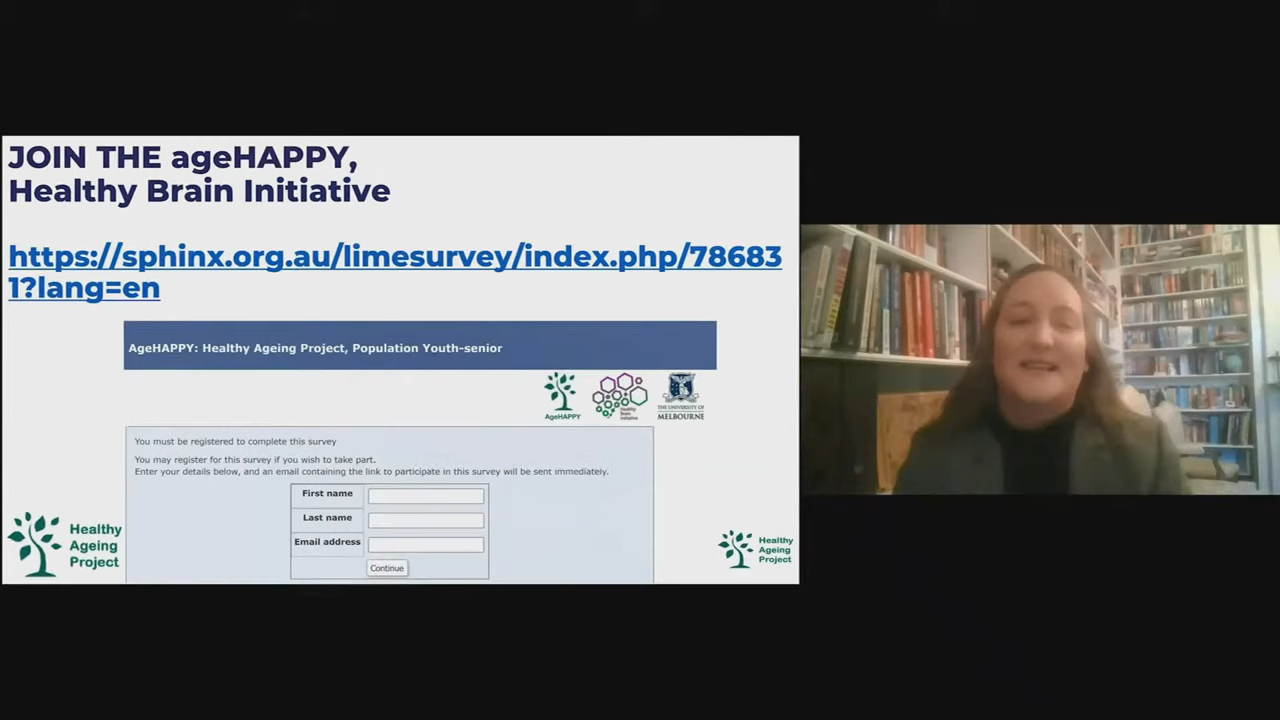 JOIN THE ageHAPPY,
Healthy Brain Initiative
https://sphinx.org.au/limesurvey/index.php/78683
1?lang=en
AgeHAPPY: Healthy Ageing Project, Population Youth-senior
AgeHAPPY
Healthy
Brain
Initiative
THE UNIVERSITY OF
MELBOURNE
You must be registered to complete this survey
You may register for this survey if you wish to take part.
Enter your details below, and an email containing the link to participate in this survey will be sent immediately.
First name
Last name
Email address
Continue
Healthy
Ageing
Project
Healthy
Ageing
Project